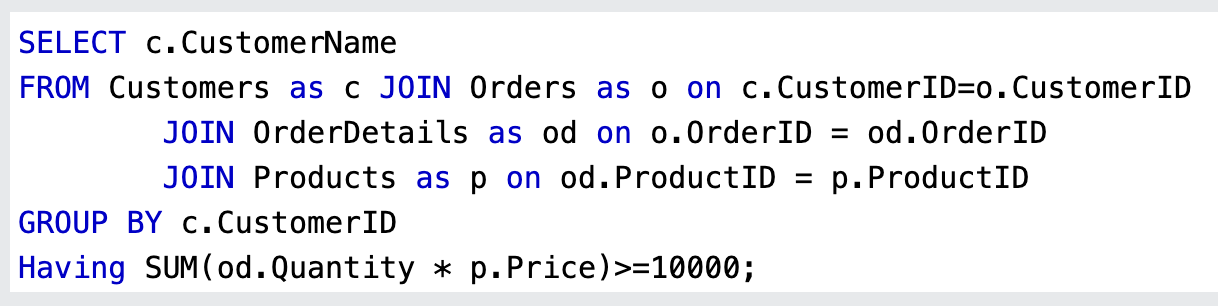 SELECT c.CustomerName
FROM Customers as c JOIN Orders as o on c.CustomerID=o.CustomerID
        JOIN OrderDetails as od on o.OrderID = od.OrderID
        JOIN Products as p on od.ProductID = p.ProductID
GROUP BY c.CustomerID
Having SUM(od.Quantity * p.Price)>=10000;